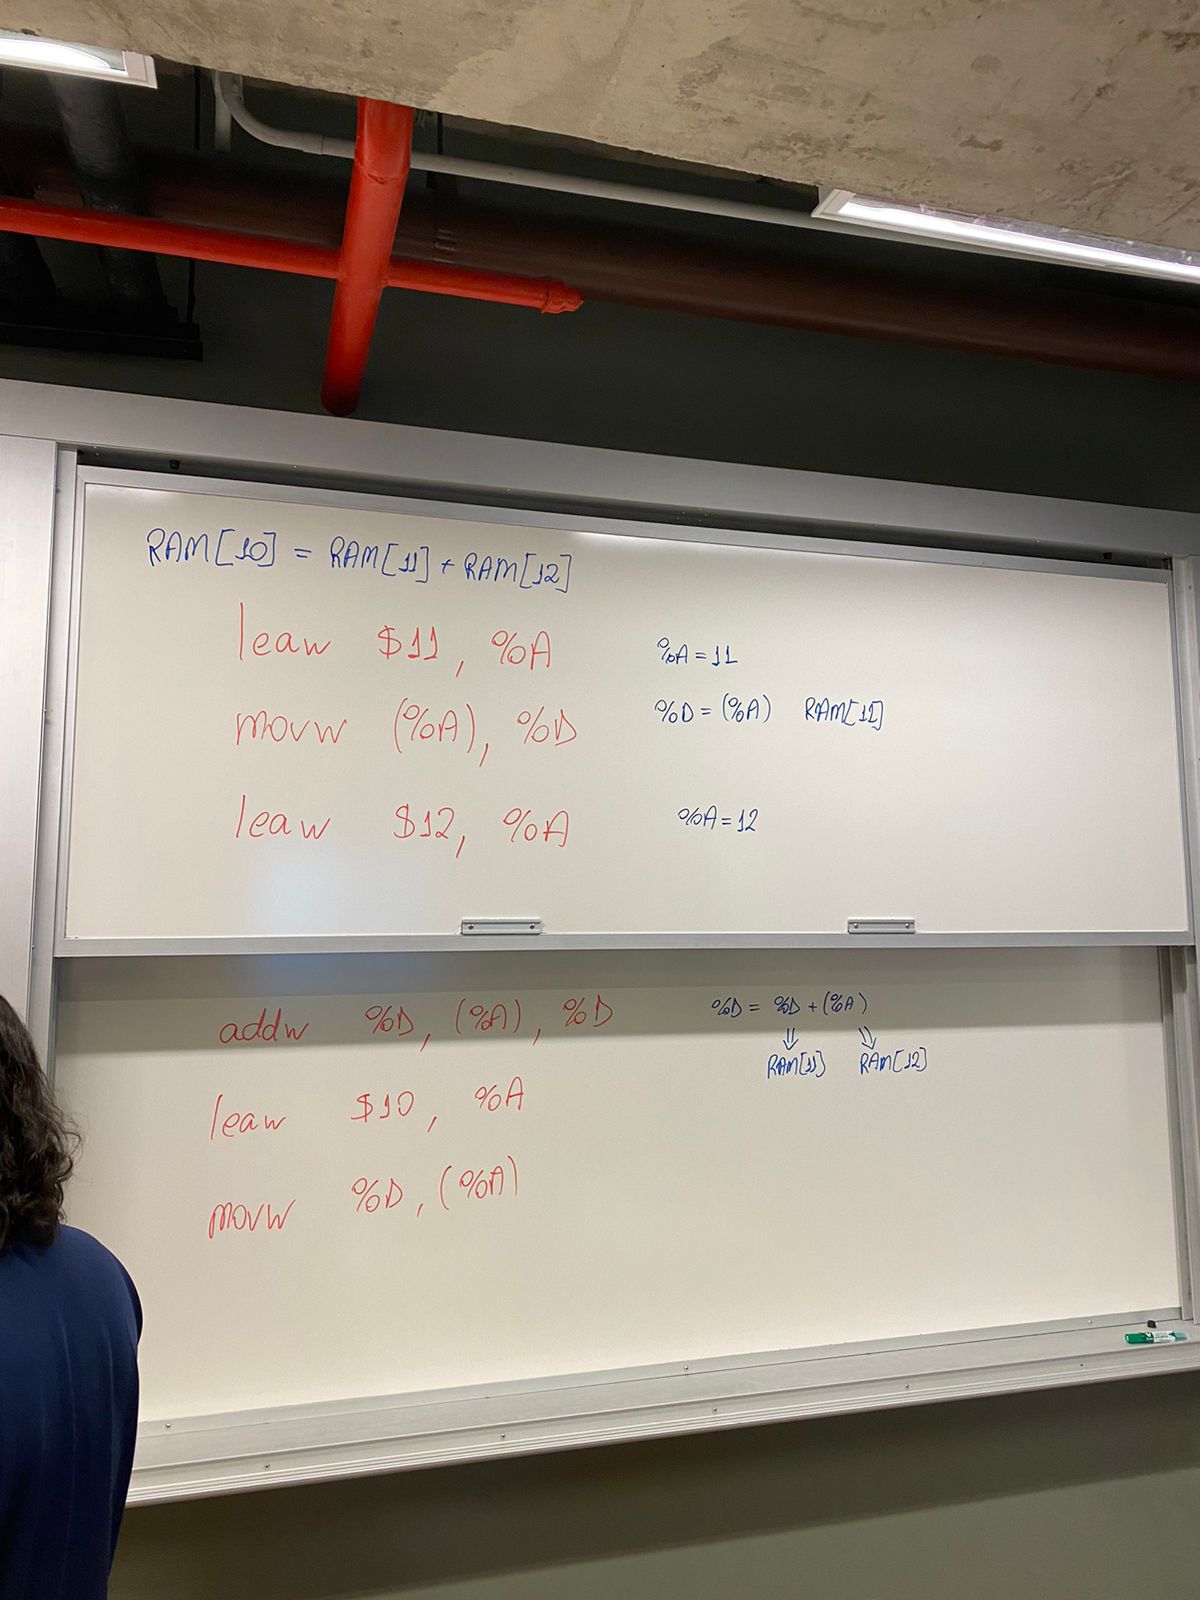 RAM[10] = RAM[11] + RAM[12]
leaw $11, %A %A = 11
movw (%A), %D %D = (%A) RAM[11]
leaw $12, %A %A = 12
addw %D, (%A), %D %D = %D + (%A)
⇓ ⇘
RAM[11] RAM[12]
leaw $10, %A
movw %D, (%A)